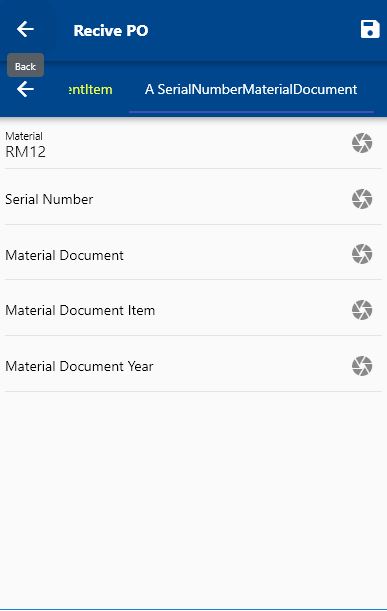 Recive PO
Back
entItem
A SerialNumberMaterialDocument
Material
RM12
Serial Number
Material Document
Material Document Item
Material Document Year